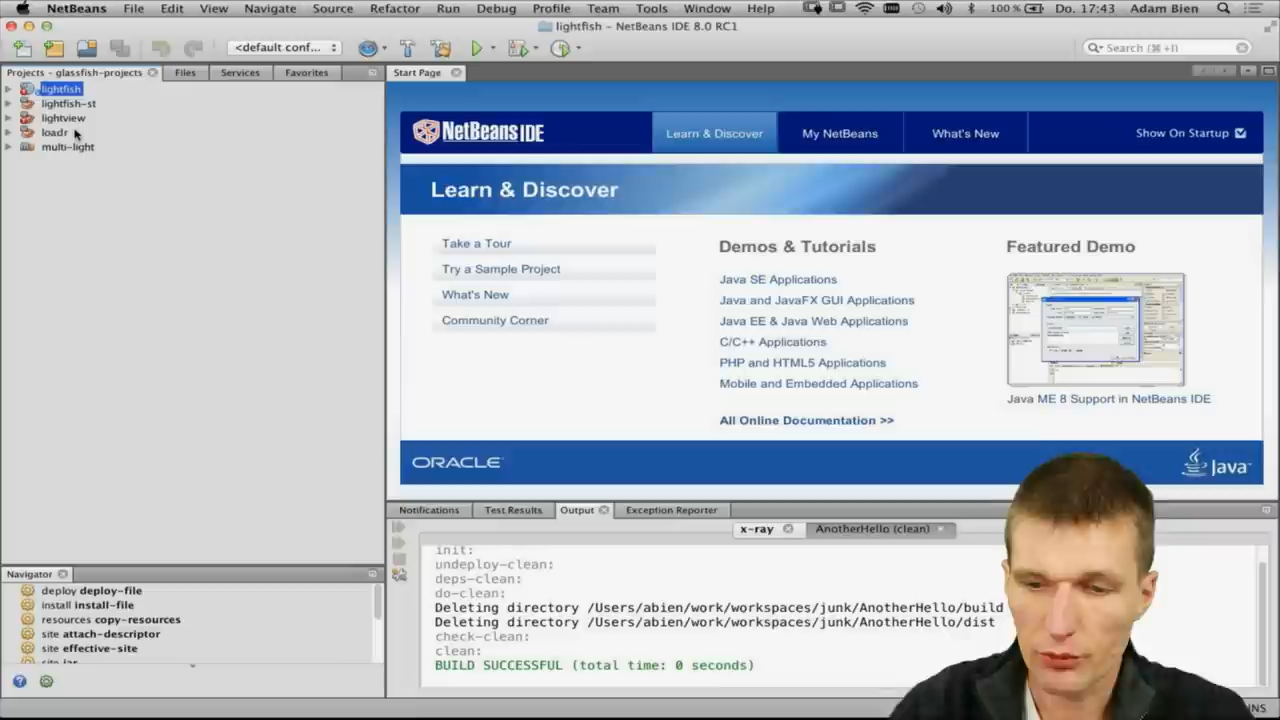 NetBeans File Edit View Navigate Source Refactor Run Debug Profile Team Tools Window Help 100 % Do. 17:43 Adam Bien
lightfish - NetBeans IDE 8.0 RC1
<default conf... Search (⌘+I)
Projects - glassfish-projects Files Services Favorites Start Page
lightfish
lightfish-st
lightview
loadr
multi-light
NetBeans IDE Learn & Discover My NetBeans What's New Show On Startup
Learn & Discover
Take a Tour
Try a Sample Project
What's New
Community Corner
Demos & Tutorials
Java SE Applications
Java and JavaFX GUI Applications
Java EE & Java Web Applications
C/C++ Applications
PHP and HTML5 Applications
Mobile and Embedded Applications
All Online Documentation >>
Featured Demo
Java ME 8 Support in NetBeans IDE
ORACLE Java
Notifications Test Results Output Exception Reporter
x-ray AnotherHello (clean)
init:
undeploy-clean:
deps-clean:
do-clean:
Deleting directory /Users/abien/work/workspaces/junk/AnotherHello/build
Deleting directory /Users/abien/work/workspaces/junk/AnotherHello/dist
check-clean:
clean:
BUILD SUCCESSFUL (total time: 0 seconds)
Navigator
deploy deploy-file
install install-file
resources copy-resources
site attach-descriptor
site effective-site
site jar
INS